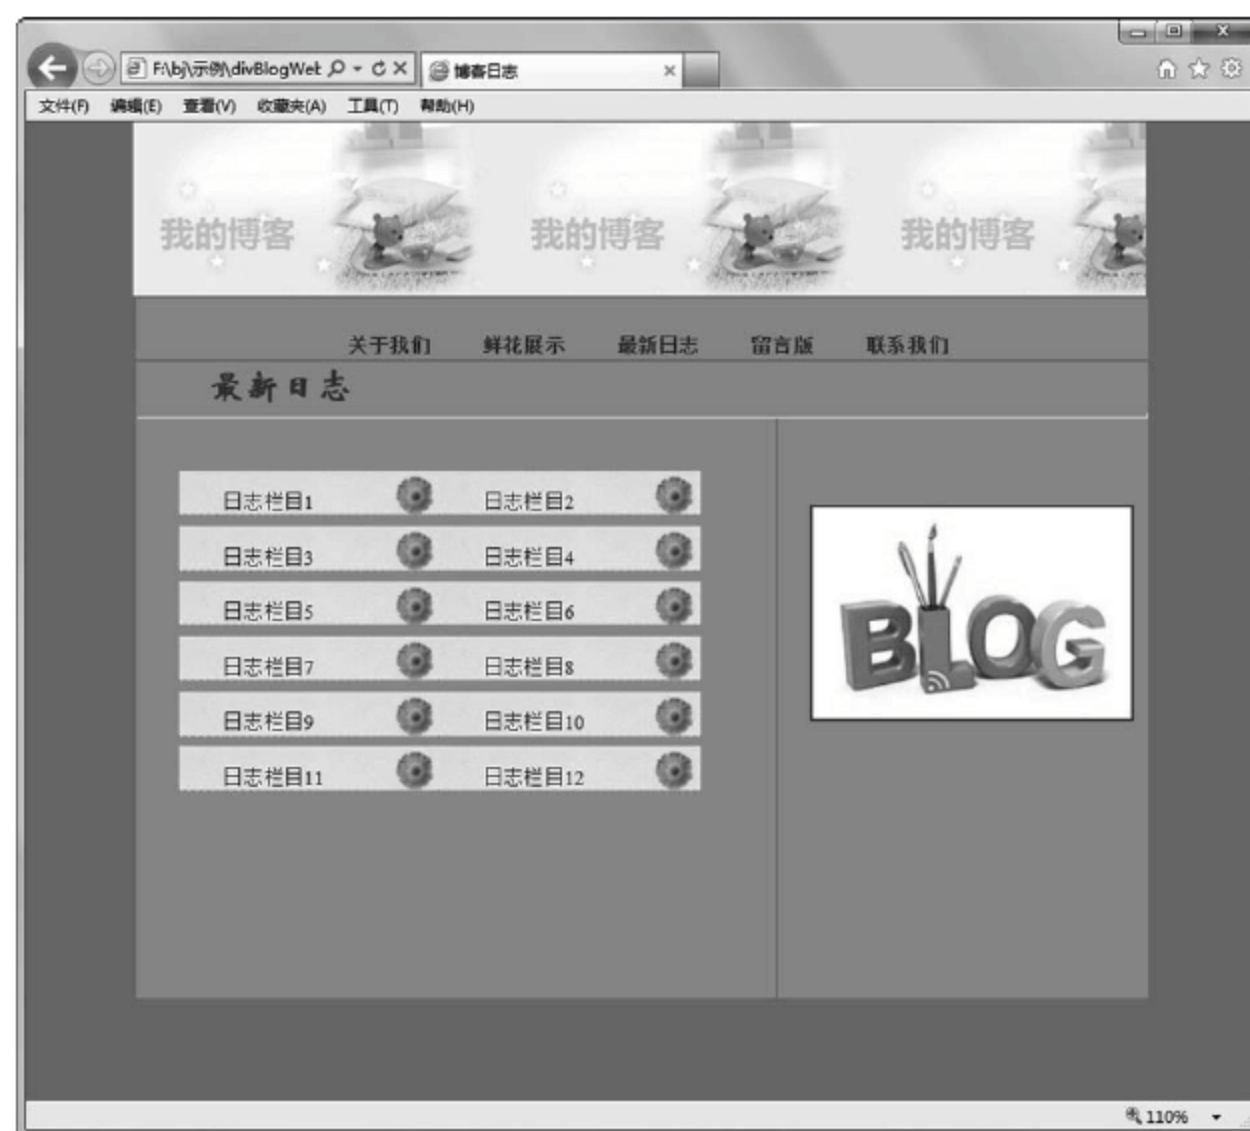 F:\bj\示例\divBlogWeb
博客日志
文件(F) 编辑(E) 查看(V) 收藏夹(A) 工具(T) 帮助(H)
我的博客 我的博客 我的博客
关于我们 鲜花展示 最新日志 留言版 联系我们
最新日志
日志栏目1 日志栏目2
日志栏目3 日志栏目4
日志栏目5 日志栏目6
日志栏目7 日志栏目8
日志栏目9 日志栏目10
日志栏目11 日志栏目12
BLOG
110%